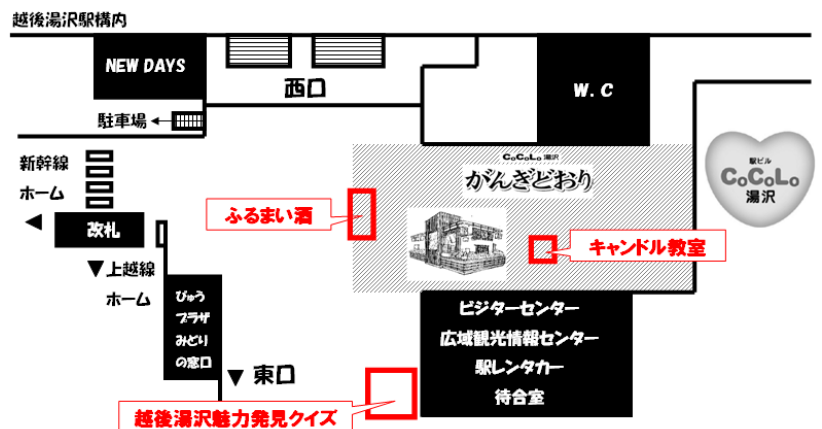 越後湯沢駅構内
NEW DAYS
西口
W.C
駐車場←
新幹線
ホーム
◀
改札
▼上越線
ホーム
びゅう
プラザ
みどり
の窓口
▼東口
ふるまい酒
CoCoLo 湯沢
がんぎどおり
キャンドル教室
駅ビル
CoCoLo
湯沢
ビジターセンター
広域観光情報センター
駅レンタカー
待合室
越後湯沢魅力発見クイズ